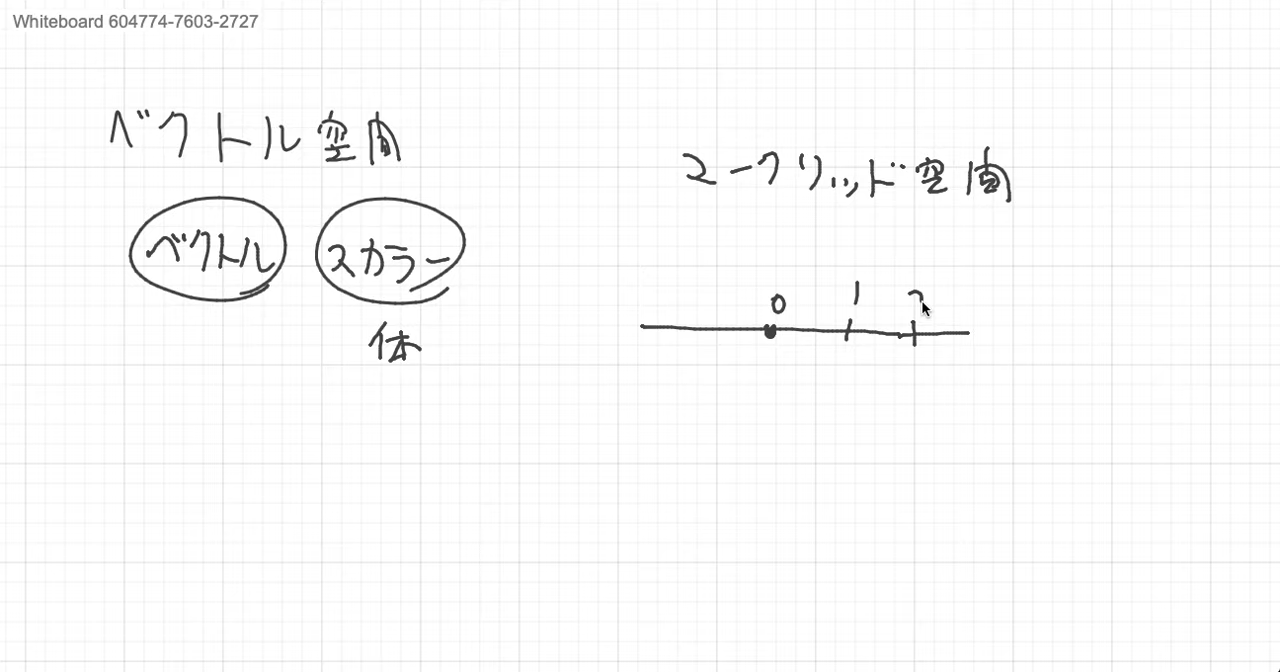 Whiteboard 604774-7603-2727
ベクトル空間
ベクトル スカラー
体
ユークリッド空間
0 1